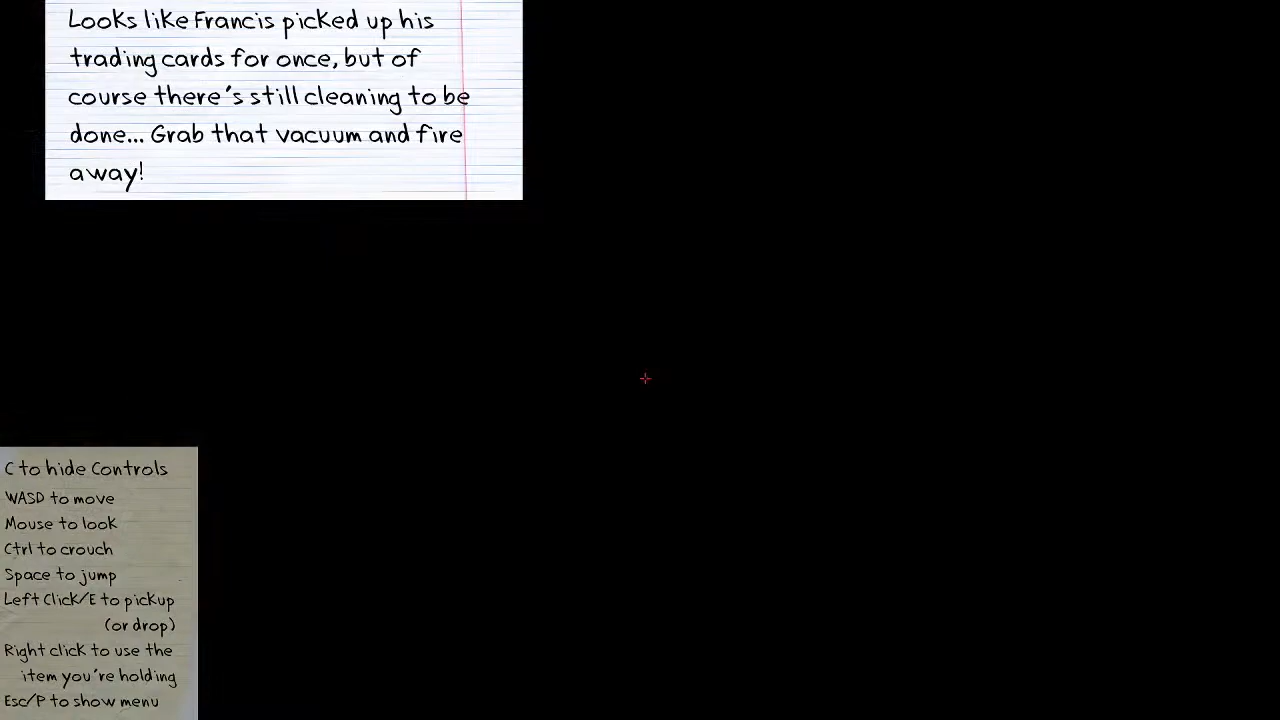 Looks like Francis picked up his
trading cards for once, but of
course there's still cleaning to be
done... Grab that vacuum and fire
away!
C to hide Controls
WASD to move
Mouse to look
Ctrl to crouch
Space to jump
Left Click/E to pickup
(or drop)
Right click to use the
item you're holding
Esc/P to show menu